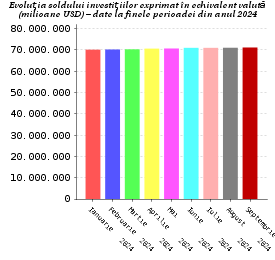 Evoluția soldului investițiilor exprimat în echivalent valută
(milioane USD) – date la finele perioadei din anul 2024
80.000.000
70.000.000
60.000.000
50.000.000
40.000.000
30.000.000
20.000.000
10.000.000
0
Ianuarie 2024
Februarie 2024
Martie 2024
Aprilie 2024
Mai 2024
Iunie 2024
Iulie 2024
August 2024
Septembrie 2024